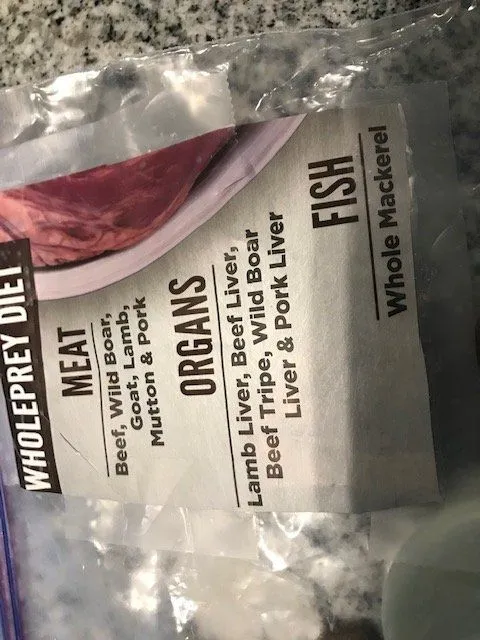 WHOLEPREY DIET
MEAT
Beef, Wild Boar,
Goat, Lamb,
Mutton & Pork
ORGANS
Lamb Liver, Beef Liver,
Beef Tripe, Wild Boar
Liver & Pork Liver
FISH
Whole Mackerel